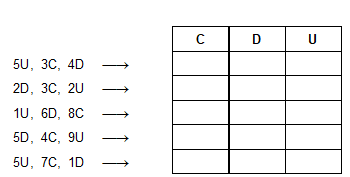 C D U
5U, 3C, 4D
2D, 3C, 2U
1U, 6D, 8C
5D, 4C, 9U
5U, 7C, 1D